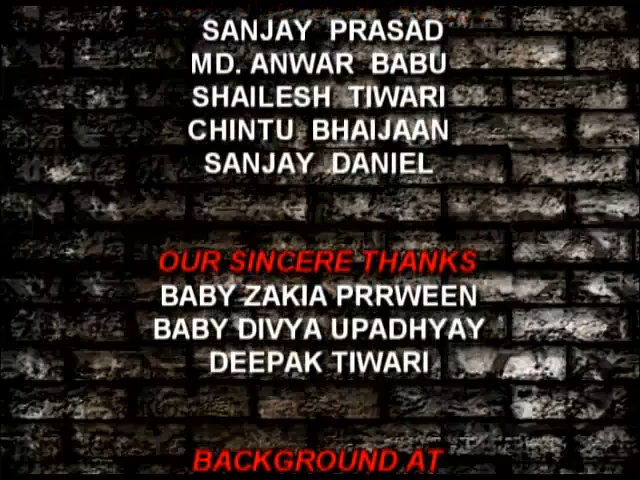 SANJAY PRASAD
MD. ANWAR BABU
SHAILESH TIWARI
CHINTU BHAIJAAN
SANJAY DANIEL
OUR SINCERE THANKS
BABY ZAKIA PRRWEEN
BABY DIVYA UPADHYAY
DEEPAK TIWARI
BACKGROUND AT